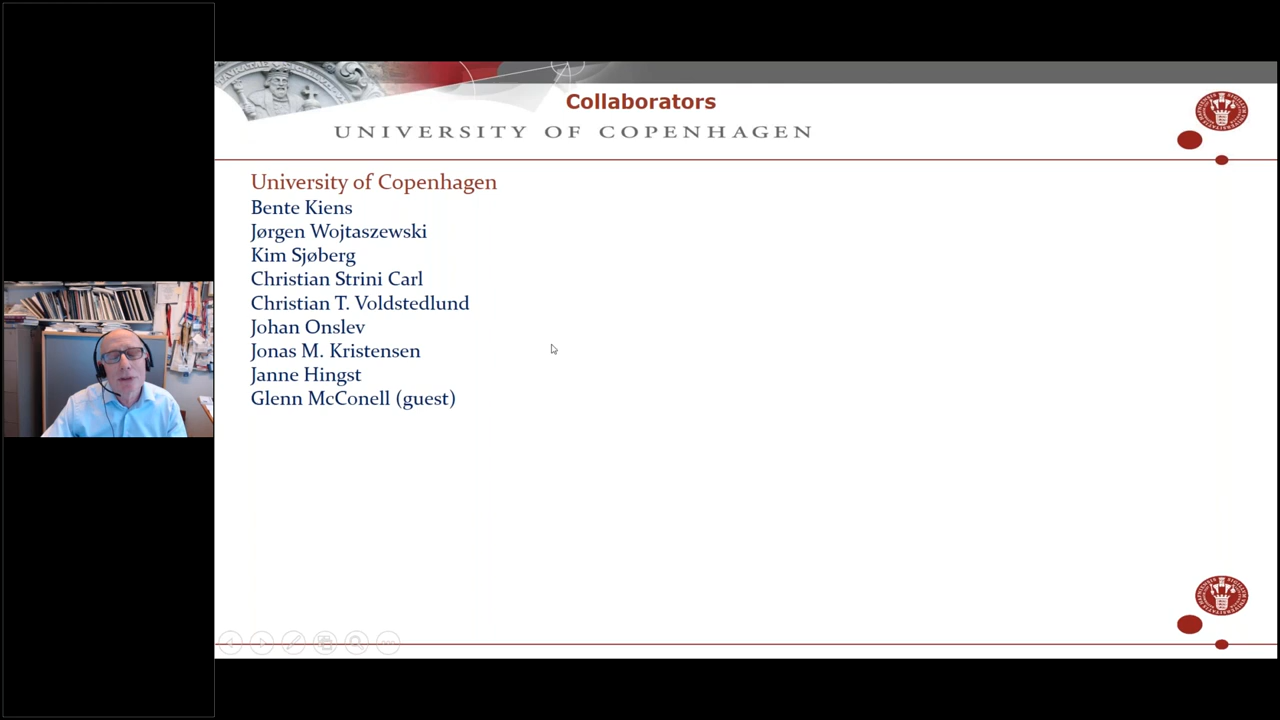 Collaborators
UNIVERSITY OF COPENHAGEN
University of Copenhagen
Bente Kiens
Jørgen Wojtaszewski
Kim Sjøberg
Christian Strini Carl
Christian T. Voldstedlund
Johan Onslev
Jonas M. Kristensen
Janne Hingst
Glenn McConell (guest)